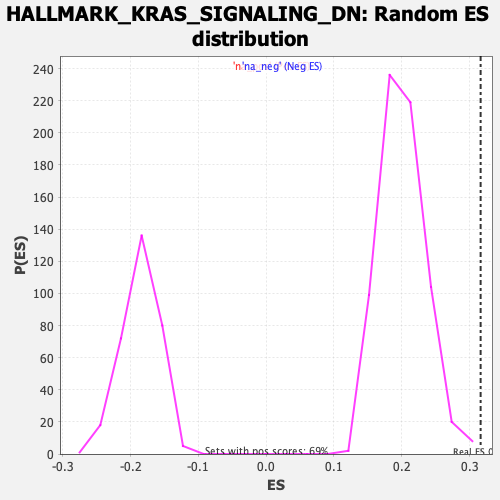 HALLMARK_KRAS_SIGNALING_DN: Random ES
distribution
'n''na_neg' (Neg ES)
240
220
200
180
160
140
120
100
80
60
40
20
0
P(ES)
Sets with pos scores: 69%
Real ES 0
-0.3 -0.2 -0.1 0.0 0.1 0.2 0.3
ES